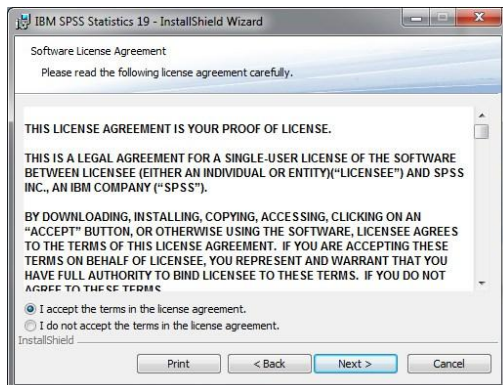 IBM SPSS Statistics 19 - InstallShield Wizard
Software License Agreement
Please read the following license agreement carefully.
THIS LICENSE AGREEMENT IS YOUR PROOF OF LICENSE.
THIS IS A LEGAL AGREEMENT FOR A SINGLE-USER LICENSE OF THE SOFTWARE
BETWEEN LICENSEE (EITHER AN INDIVIDUAL OR ENTITY)(“LICENSEE”) AND SPSS
INC., AN IBM COMPANY (“SPSS”).
BY DOWNLOADING, INSTALLING, COPYING, ACCESSING, CLICKING ON AN
“ACCEPT” BUTTON, OR OTHERWISE USING THE SOFTWARE, LICENSEE AGREES
TO THE TERMS OF THIS LICENSE AGREEMENT. IF YOU ARE ACCEPTING THESE
TERMS ON BEHALF OF LICENSEE, YOU REPRESENT AND WARRANT THAT YOU
HAVE FULL AUTHORITY TO BIND LICENSEE TO THESE TERMS. IF YOU DO NOT
AGREE TO THESE TERMS
I accept the terms in the license agreement.
I do not accept the terms in the license agreement.
InstallShield
Print
< Back
Next >
Cancel